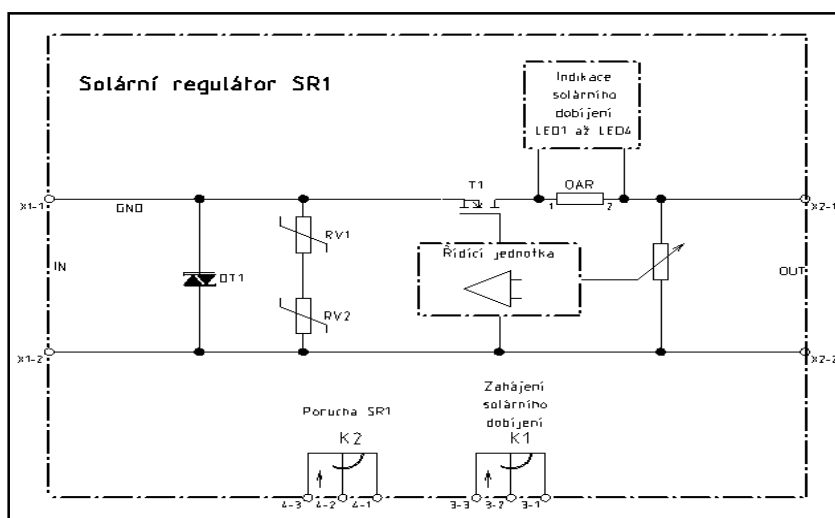 Solární regulátor SR1
Indikace
solárního
dobíjení
LED1 až LED4
T1
OAR
1
2
X1-1
GND
X2-1
RV1
Řídící jednotka
IN
DT1
OUT
RV2
X1-2
X2-2
Porucha SR1
K2
Zahájení
solárního
dobíjení
K1
4-3
4-2
4-1
3-3
3-2
3-1